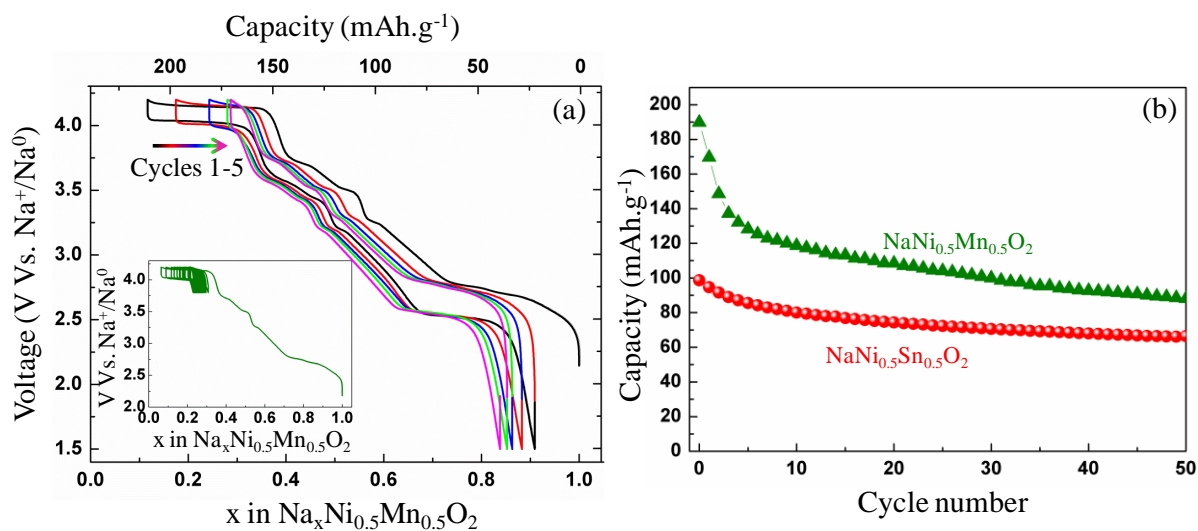 Capacity (mAh.g⁻¹)
200 150 100 50 0
(a)
4.0
3.5
3.0
2.5
2.0
1.5
Voltage (V Vs. Na⁺/Na⁰)
Cycles 1-5
4.0
3.5
3.0
2.5
2.0
V Vs. Na⁺/Na⁰
0.0 0.2 0.4 0.6 0.8 1.0
x in NaₓNi₀.₅Mn₀.₅O₂
0.0 0.2 0.4 0.6 0.8 1.0
x in NaₓNi₀.₅Mn₀.₅O₂
(b)
200
180
160
140
120
100
80
60
40
20
0
Capacity (mAh.g⁻¹)
NaNi₀.₅Mn₀.₅O₂
NaNi₀.₅Sn₀.₅O₂
0 10 20 30 40 50
Cycle number